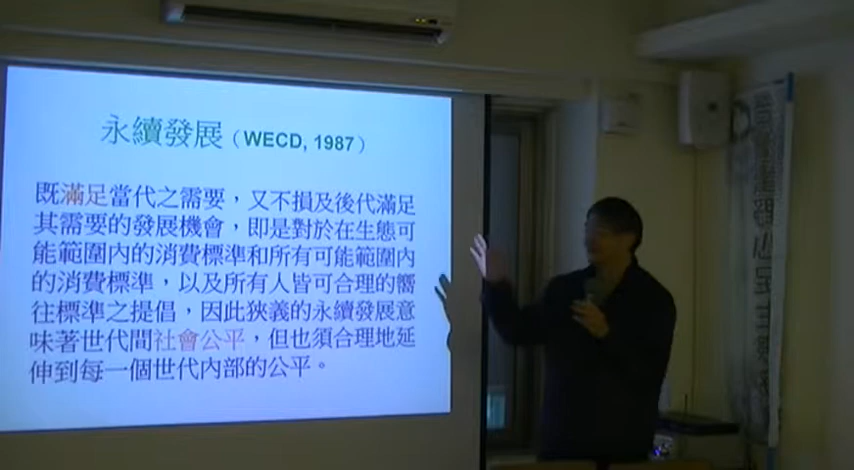 永續發展（WECD, 1987）
既滿足當代之需要，又不損及後代滿足
其需要的發展機會，即是對於在生態可
能範圍內的消費標準和所有可能範圍內
的消費標準，以及所有人皆可合理的嚮
往標準之提倡，因此狹義的永續發展意
味著世代間社會公平，但也須合理地延
伸到每一個世代內部的公平。